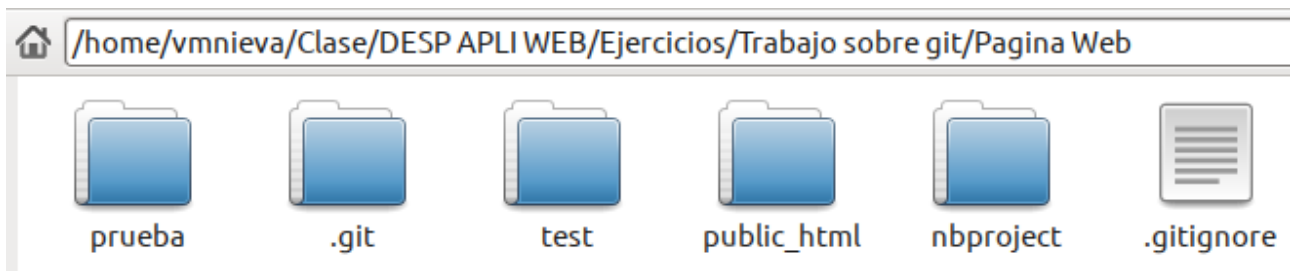 /home/vmnieva/Clase/DESP APLI WEB/Ejercicios/Trabajo sobre git/Pagina Web
prueba .git test public_html nbproject .gitignore